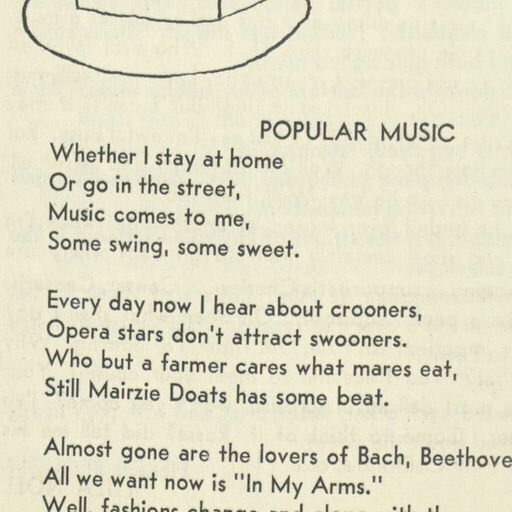 POPULAR MUSIC
Whether I stay at home
Or go in the street,
Music comes to me,
Some swing, some sweet.
Every day now I hear about crooners,
Opera stars don't attract swooners.
Who but a farmer cares what mares eat,
Still Mairzie Doats has some beat.
Almost gone are the lovers of Bach, Beethove
All we want now is "In My Arms."
Well, fashions change and along with th